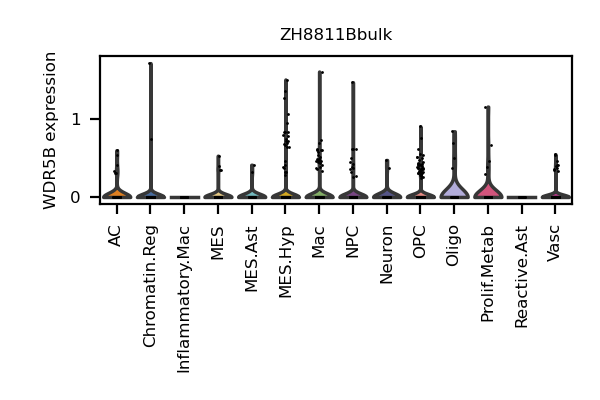 ZH8811Bbulk
WDR5B expression
1
0
AC
Chromatin.Reg
Inflammatory.Mac
MES
MES.Ast
MES.Hyp
Mac
NPC
Neuron
OPC
Oligo
Prolif.Metab
Reactive.Ast
Vasc